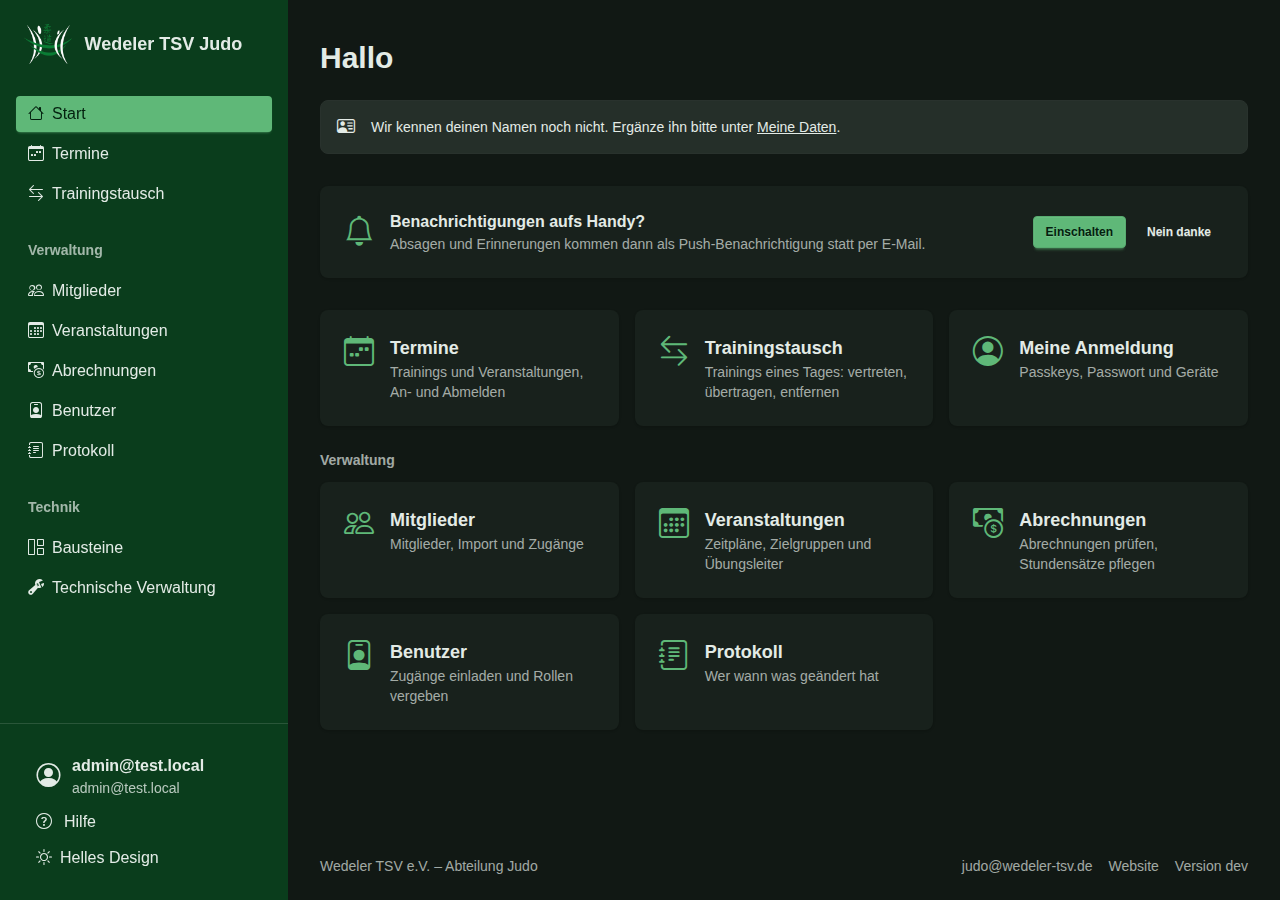 Wedeler TSV Judo
Start
Termine
Trainingstausch
Verwaltung
Mitglieder
Veranstaltungen
Abrechnungen
Benutzer
Protokoll
Technik
Bausteine
Technische Verwaltung
admin@test.local
admin@test.local
Hilfe
Helles Design
Hallo
Wir kennen deinen Namen noch nicht. Ergänze ihn bitte unter Meine Daten.
Benachrichtigungen aufs Handy?
Absagen und Erinnerungen kommen dann als Push-Benachrichtigung statt per E-Mail.
Einschalten
Nein danke
Termine
Trainings und Veranstaltungen,
An- und Abmelden
Trainingstausch
Trainings eines Tages: vertreten,
übertragen, entfernen
Meine Anmeldung
Passkeys, Passwort und Geräte
Verwaltung
Mitglieder
Mitglieder, Import und Zugänge
Veranstaltungen
Zeitpläne, Zielgruppen und
Übungsleiter
Abrechnungen
Abrechnungen prüfen,
Stundensätze pflegen
Benutzer
Zugänge einladen und Rollen
vergeben
Protokoll
Wer wann was geändert hat
Wedeler TSV e.V. – Abteilung Judo
judo@wedeler-tsv.de
Website
Version dev